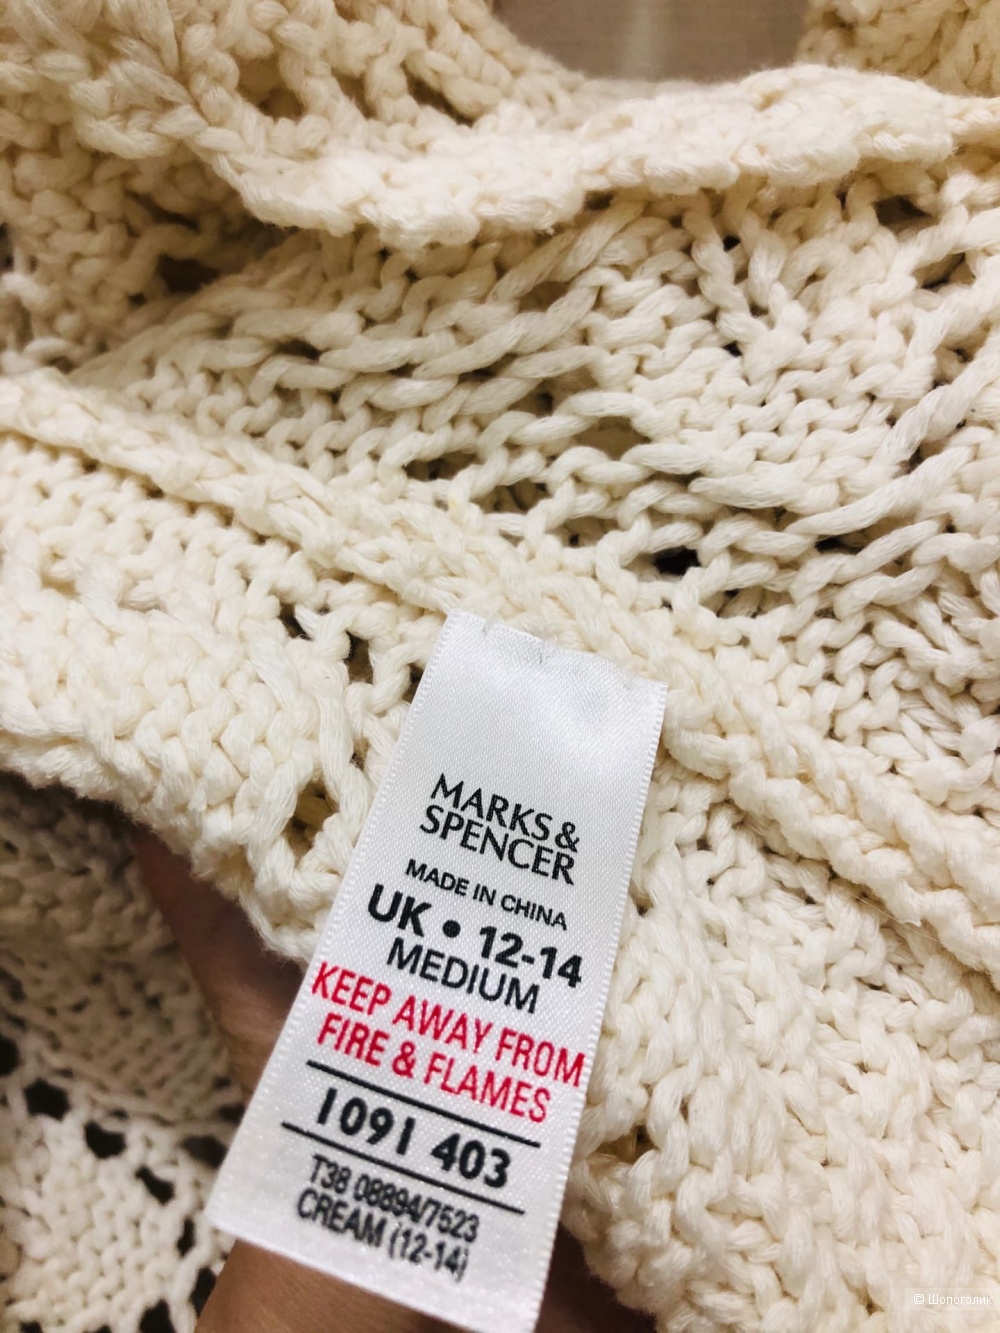 MARKS &
SPENCER
MADE IN CHINA
UK • 12-14
MEDIUM
KEEP AWAY FROM
FIRE & FLAMES
1091 403
T38 08894/7523
CREAM (12-14)
© Шопоголик